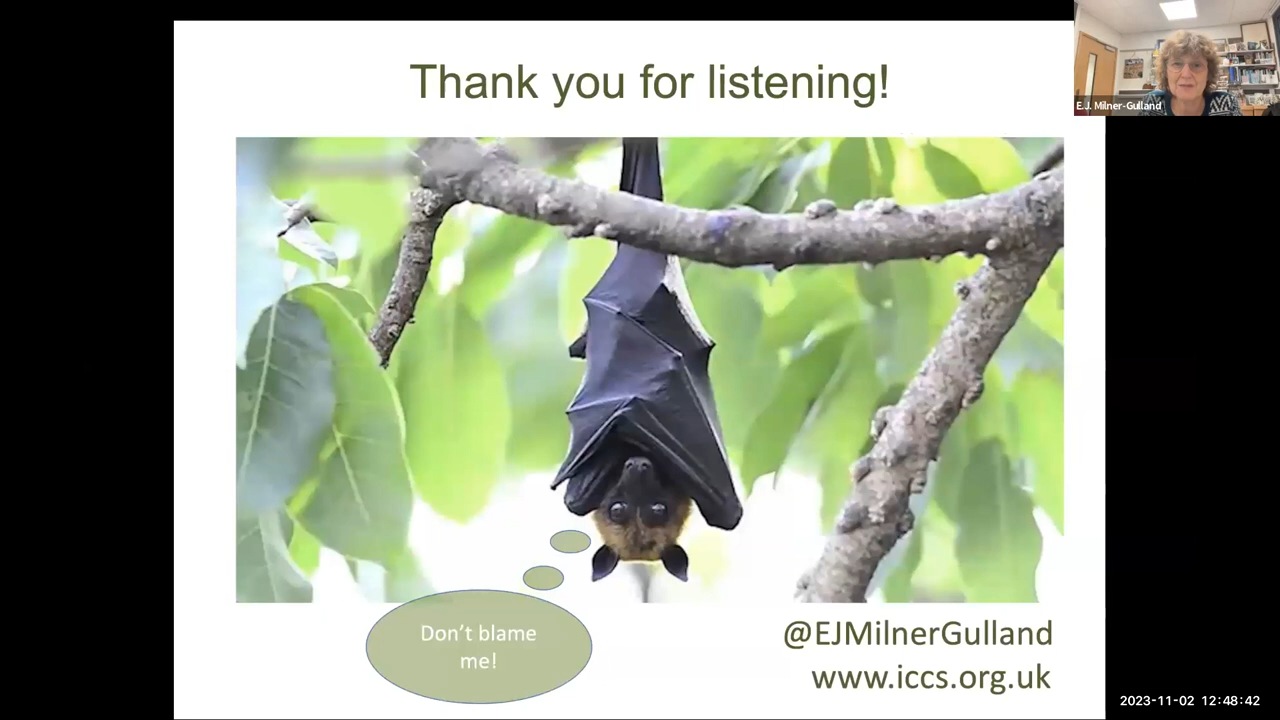 Thank you for listening!
E.J. Milner-Gulland
Don’t blame
me!
@EJMilnerGulland
www.iccs.org.uk
2023-11-02 12:48:42